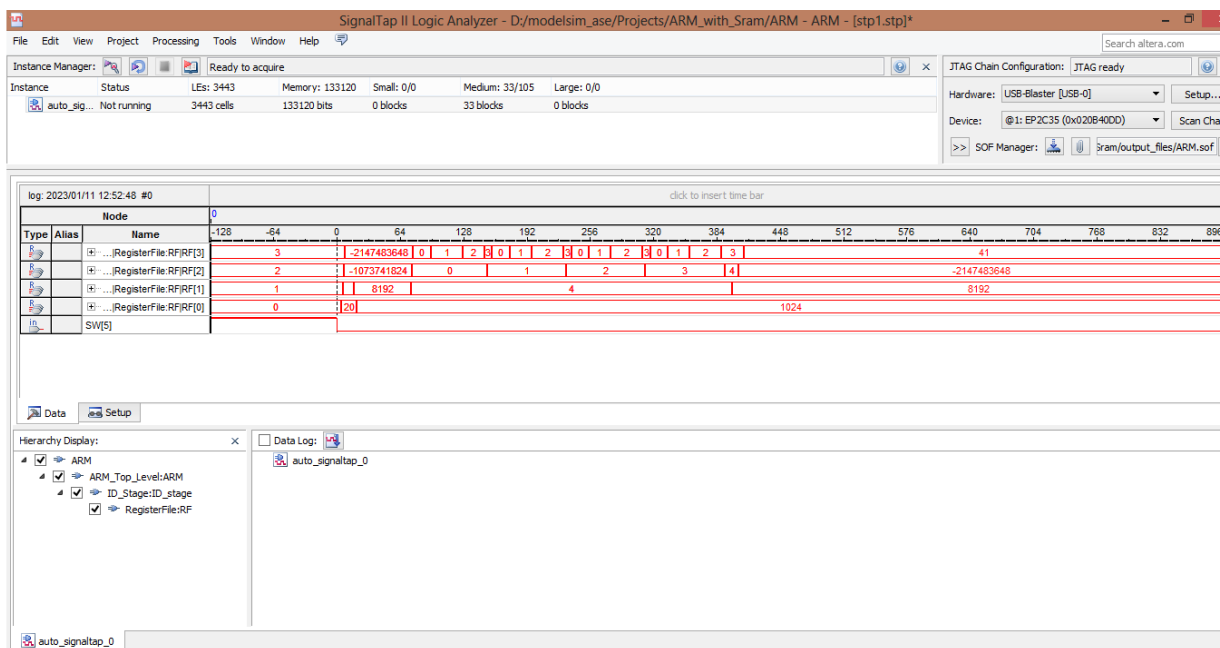 SignalTap II Logic Analyzer - D:/modelsim_ase/Projects/ARM_with_Sram/ARM - ARM - [stp1.stp]*
File Edit View Project Processing Tools Window Help
Search altera.com
Instance Manager: Ready to acquire
JTAG Chain Configuration: JTAG ready
Instance Status LEs: 3443 Memory: 133120 Small: 0/0 Medium: 33/105 Large: 0/0
auto_sig... Not running 3443 cells 133120 bits 0 blocks 33 blocks 0 blocks
Hardware: USB-Blaster [USB-0] Setup...
Device: @1: EP2C35 (0x020B40DD) Scan Cha
>> SOF Manager: Sram/output_files/ARM.sof
log: 2023/01/11 12:52:48 #0 click to insert time bar
Node 0
Type Alias Name -128 -64 0 64 128 192 256 320 384 448 512 576 640 704 768 832 896
...|RegisterFile:RF|RF[3] 3 -2147483648 0 1 2 3 0 1 2 3 0 1 2 3 0 1 2 3 41
...|RegisterFile:RF|RF[2] 2 -1073741824 0 1 2 3 4 -2147483648
...|RegisterFile:RF|RF[1] 1 8192 4 8192
...|RegisterFile:RF|RF[0] 0 20 1024
in SW[5]
Data Setup
Hierarchy Display: Data Log:
ARM auto_signaltap_0
ARM_Top_Level:ARM
ID_Stage:ID_stage
RegisterFile:RF
auto_signaltap_0